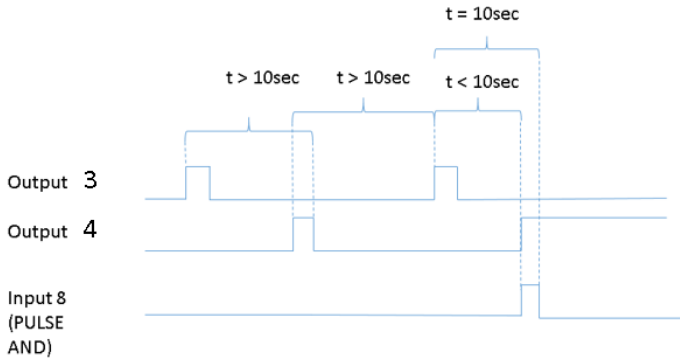 t = 10sec
t > 10sec
t > 10sec
t < 10sec
Output 3
Output 4
Input 8
(PULSE
AND)